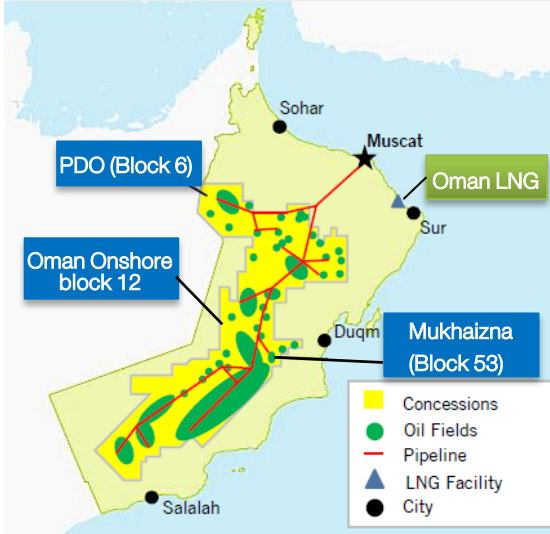 Sohar
Muscat
PDO (Block 6)
Oman LNG
Sur
Oman Onshore
block 12
Duqm
Mukhaizna
(Block 53)
Concessions
Oil Fields
Pipeline
LNG Facility
City
Salalah